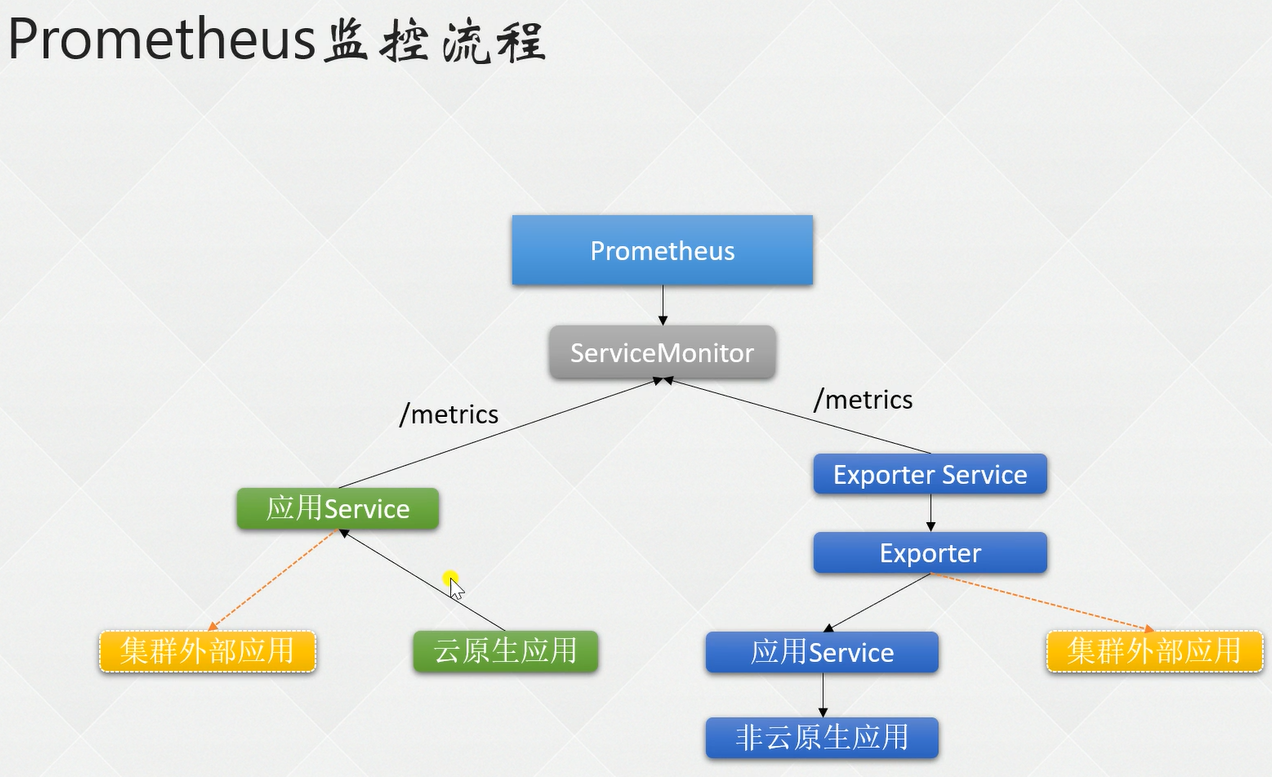 Prometheus监控流程
Prometheus
ServiceMonitor
/metrics
/metrics
Exporter Service
应用Service
Exporter
集群外部应用
云原生应用
应用Service
集群外部应用
非云原生应用